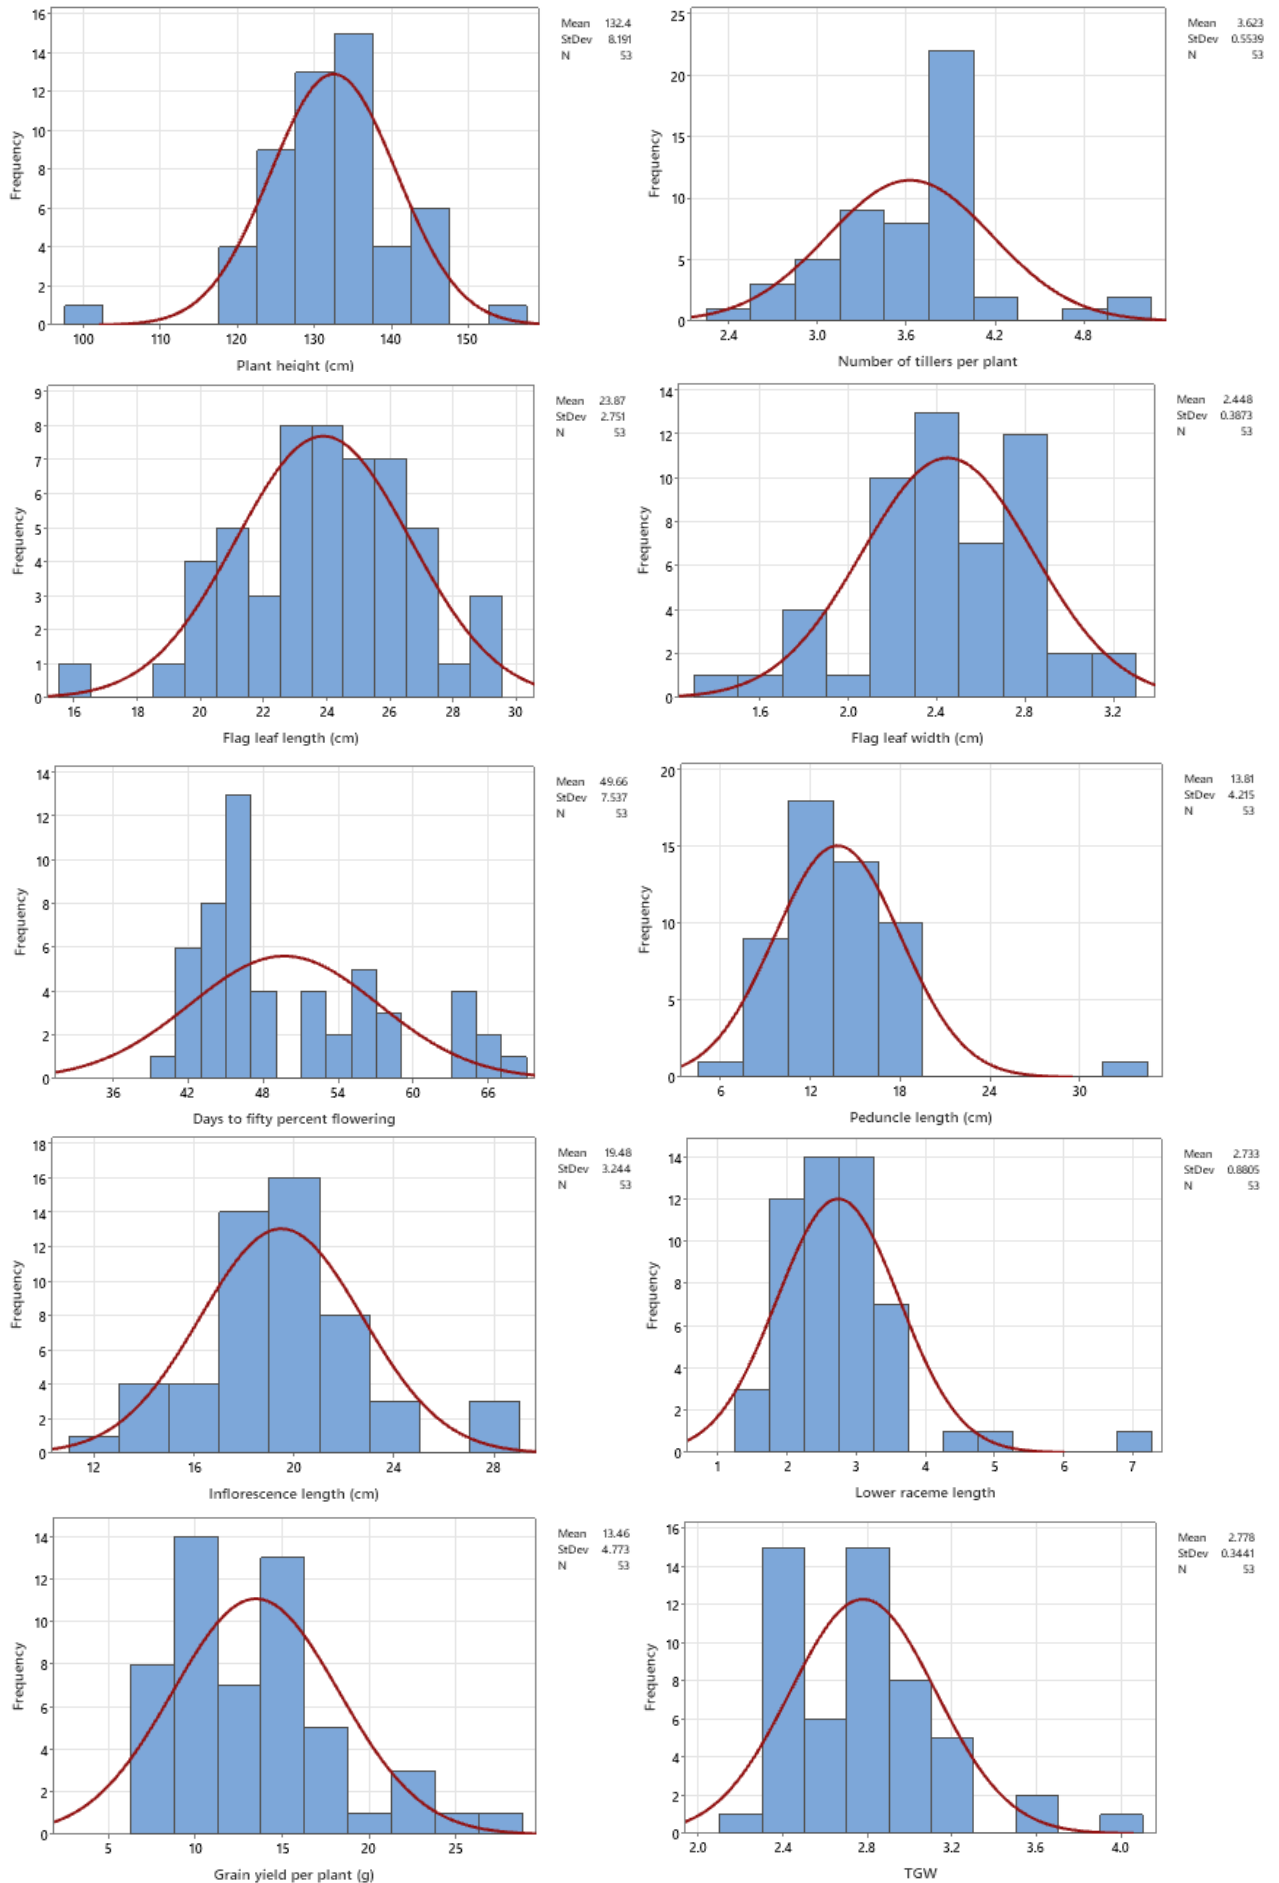 16
14
12
10
8
6
4
2
0
Frequency
100 110 120 130 140 150
Plant height (cm)
Mean 132.4
StDev 8.191
N 53
25
20
15
10
5
0
Frequency
2.4 3.0 3.6 4.2 4.8
Number of tillers per plant
Mean 3.623
StDev 0.5539
N 53
9
8
7
6
5
4
3
2
1
0
Frequency
16 18 20 22 24 26 28 30
Flag leaf length (cm)
Mean 23.87
StDev 2.751
N 53
14
12
10
8
6
4
2
0
Frequency
1.6 2.0 2.4 2.8 3.2
Flag leaf width (cm)
Mean 2.448
StDev 0.3873
N 53
14
12
10
8
6
4
2
0
Frequency
36 42 48 54 60 66
Days to fifty percent flowering
Mean 49.66
StDev 7.537
N 53
20
15
10
5
0
Frequency
6 12 18 24 30
Peduncle length (cm)
Mean 13.81
StDev 4.215
N 53
18
16
14
12
10
8
6
4
2
0
Frequency
12 16 20 24 28
Inflorescence length (cm)
Mean 19.48
StDev 3.244
N 53
14
12
10
8
6
4
2
0
Frequency
1 2 3 4 5 6 7
Lower raceme length
Mean 2.733
StDev 0.8805
N 53
14
12
10
8
6
4
2
0
Frequency
5 10 15 20 25
Grain yield per plant (g)
Mean 13.46
StDev 4.773
N 53
16
14
12
10
8
6
4
2
0
Frequency
2.0 2.4 2.8 3.2 3.6 4.0
TGW
Mean 2.778
StDev 0.3441
N 53